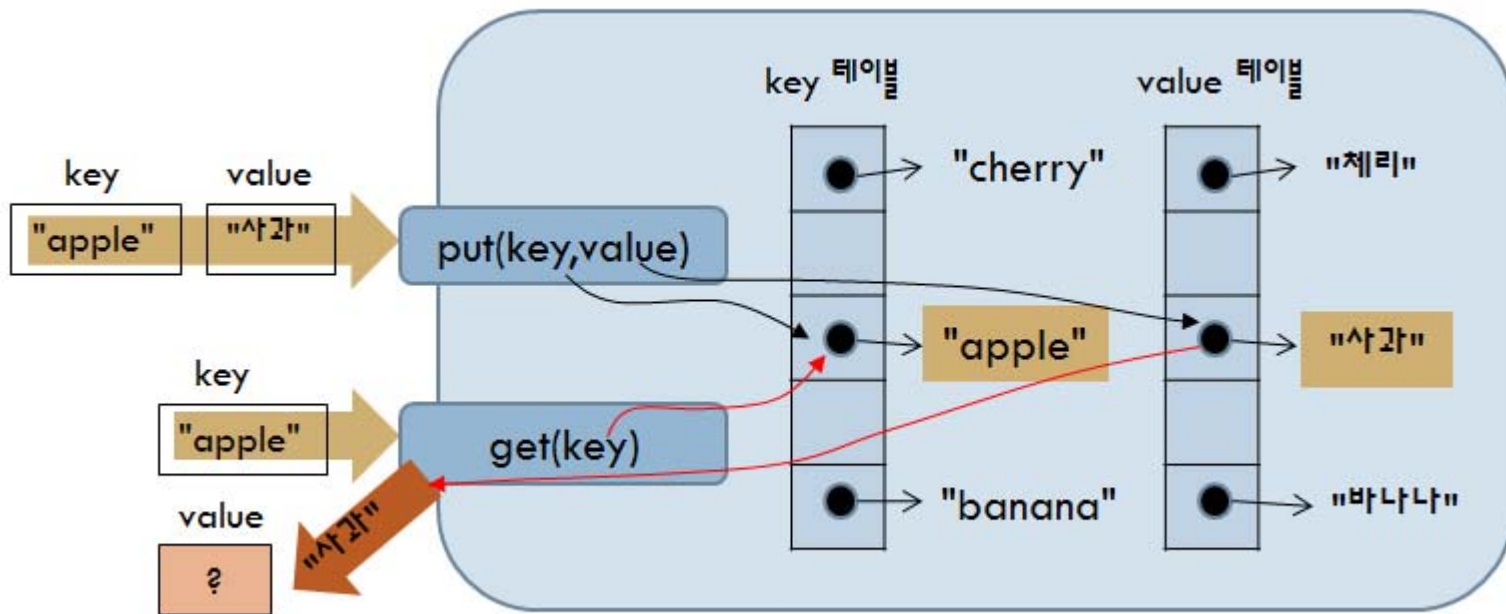 key 테이블
value 테이블
key
value
"apple"
"사과"
put(key,value)
"cherry"
"체리"
"apple"
"사과"
key
"apple"
get(key)
"사과"
value
?
"banana"
"바나나"